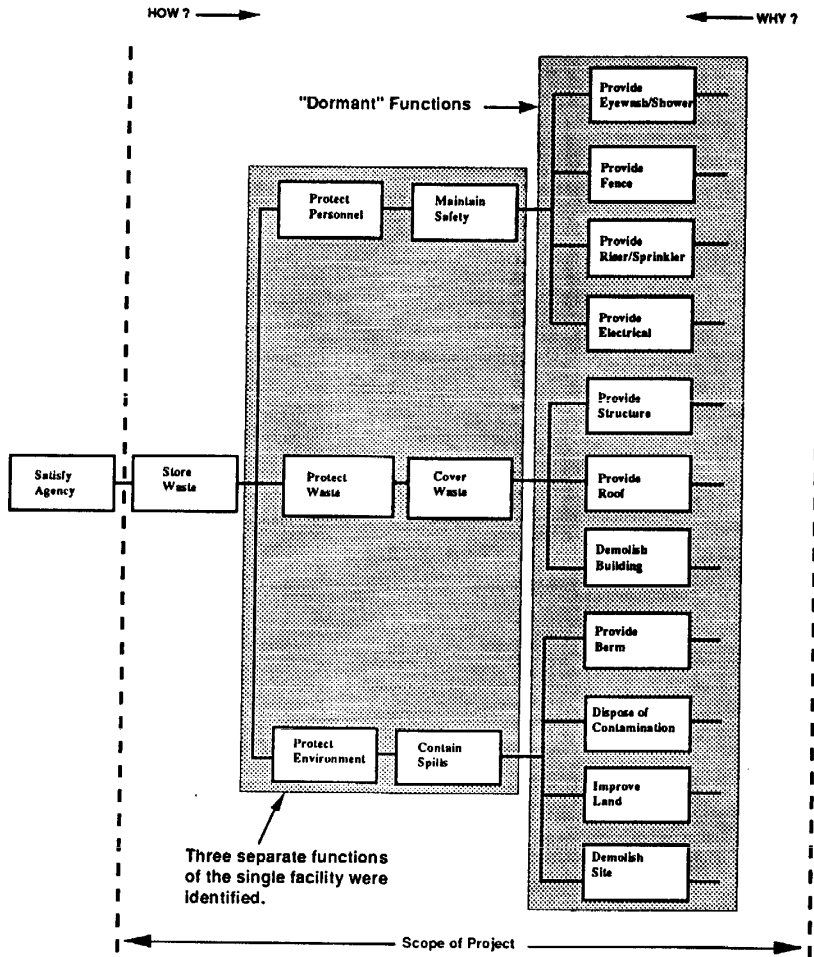 HOW ?
WHY ?
"Dormant" Functions
Provide
Eyewash/Shower
Provide
Fence
Provide
Riser/Sprinkler
Provide
Electrical
Protect
Personnel
Maintain
Safety
Provide
Structure
Provide
Roof
Demolish
Building
Satisfy
Agency
Store
Waste
Protect
Waste
Cover
Waste
Provide
Berm
Dispose of
Contamination
Improve
Land
Demolish
Site
Protect
Environment
Contain
Spills
Three separate functions
of the single facility were
identified.
Scope of Project